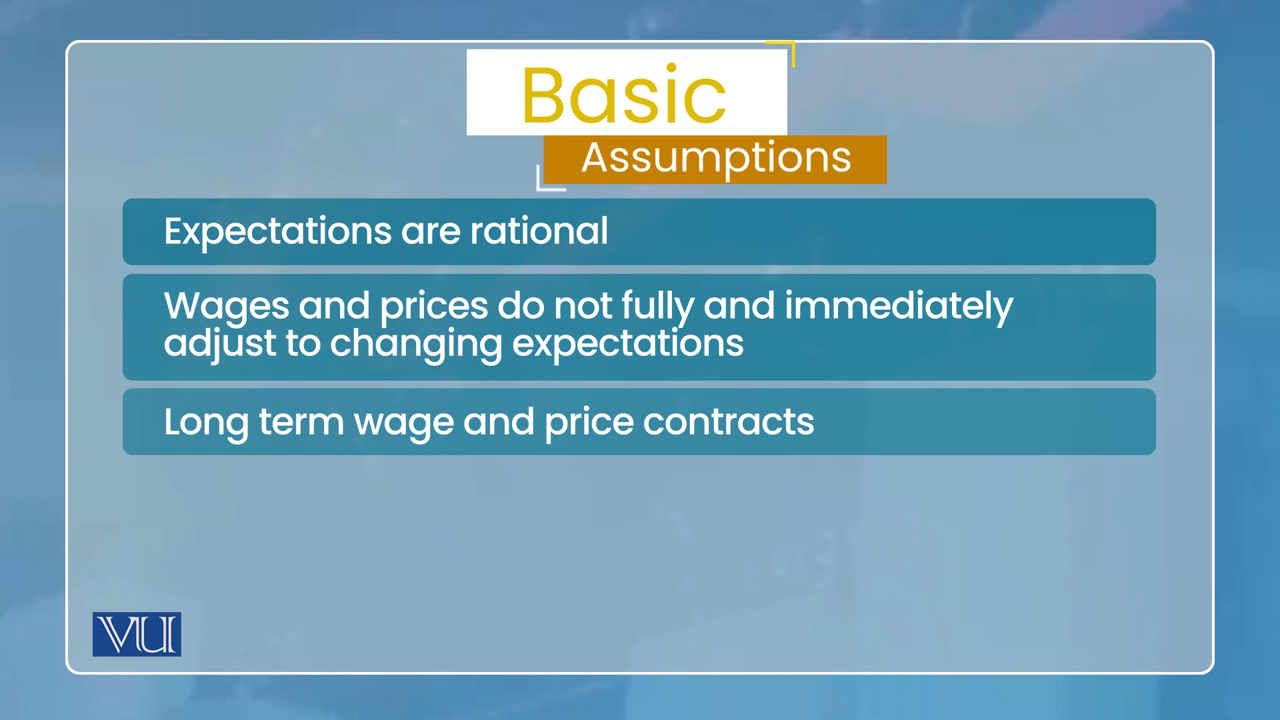 Basic
Assumptions
Expectations are rational
Wages and prices do not fully and immediately
adjust to changing expectations
Long term wage and price contracts
VU